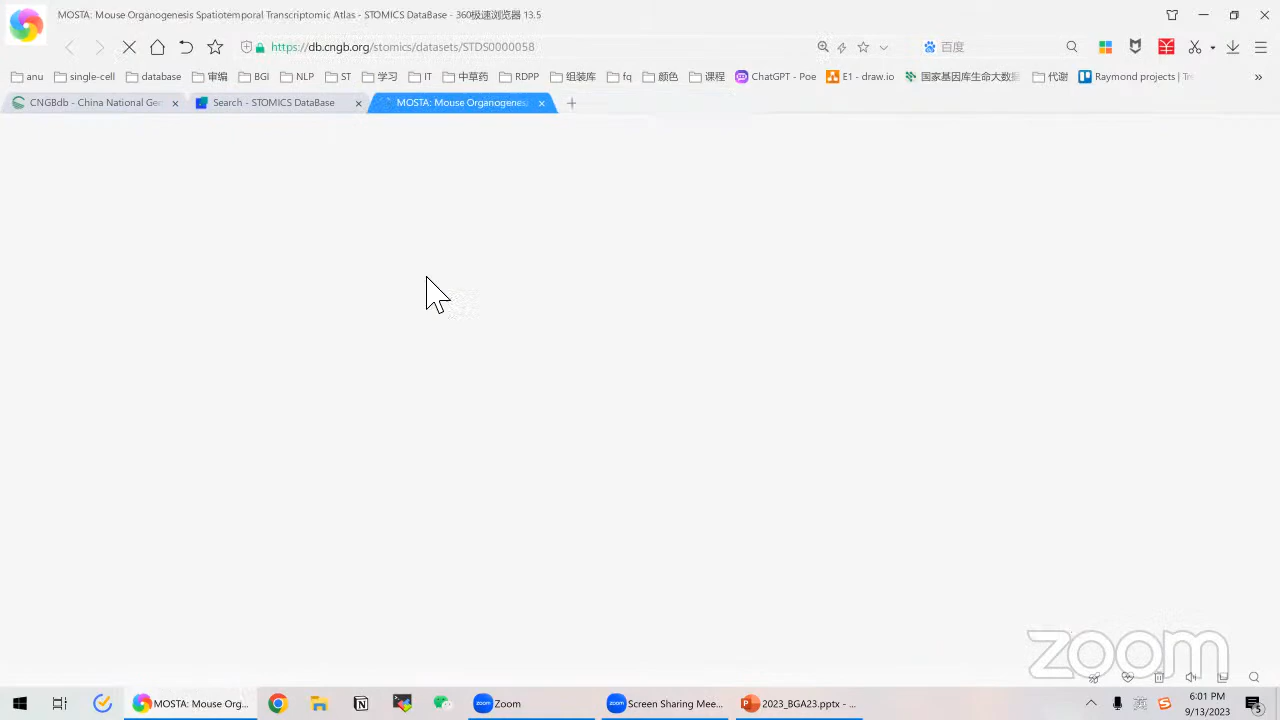 MOSTA: Mouse Organogenesis Spatiotemporal Transcriptomic Atlas - STOMICS DataBase - 360极速浏览器 13.5
https://db.cngb.org/stomics/datasets/STDS0000058
百度
anu
single-cell
database
审编
BGI
NLP
ST
学习
IT
中草药
RDPP
组装库
fq
颜色
课程
ChatGPT - Poe
E1 - draw.io
国家基因库生命大数据
代谢
Raymond projects | Tr
CNGBdb - China National Gen
Search - STOMICS DataBase
MOSTA: Mouse Organogenesi
zoom
MOSTA: Mouse Org...
Zoom
Screen Sharing Mee...
2023_BGA23.pptx - ...
6:01 PM
9/13/2023